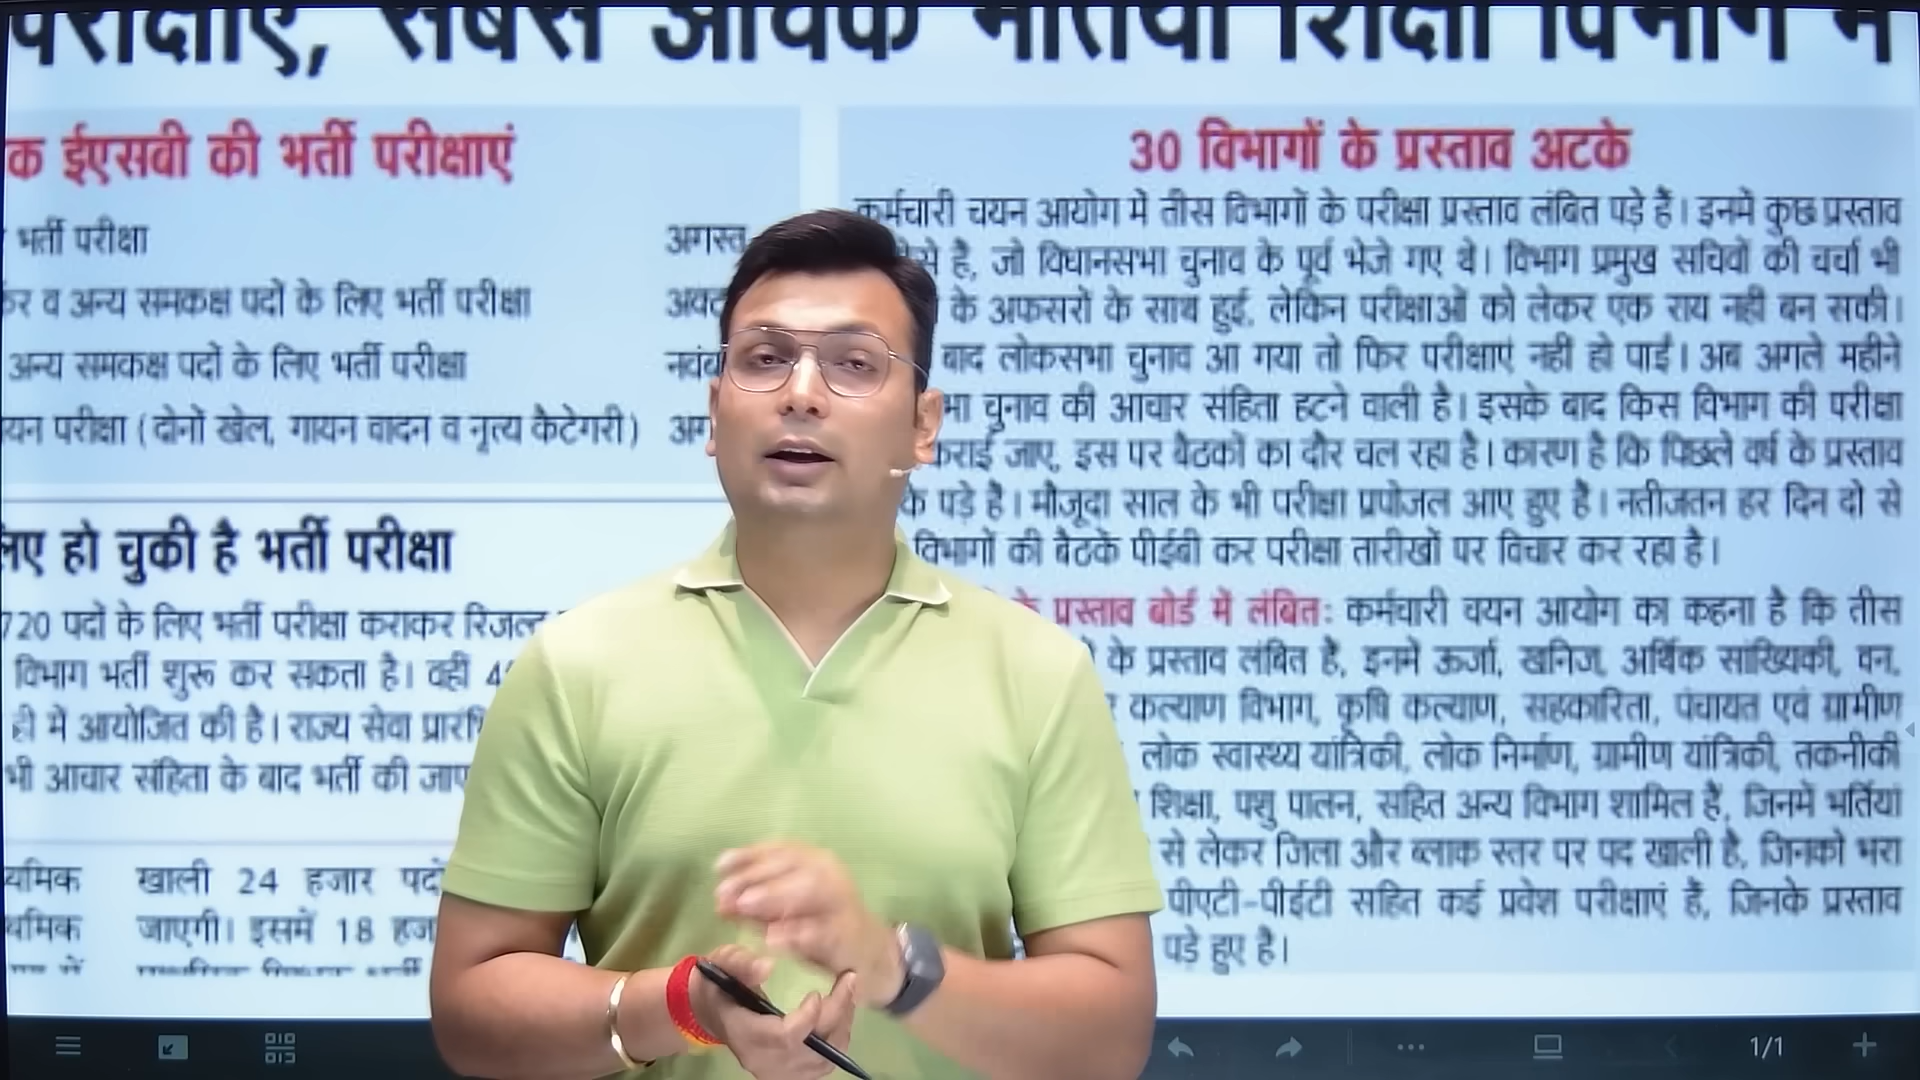 परीक्षाएं, सबसे अधिक भर्तियां शिक्षा विभाग में
क ईएसबी की भर्ती परीक्षाएं
भर्ती परीक्षा
अगस्त
व अन्य समकक्ष पदों के लिए भर्ती परीक्षा
अन्य समकक्ष पदों के लिए भर्ती परीक्षा
परीक्षा (दोनों खेल, गायन वादन व नृत्य कैटेगरी)
हो चुकी है भर्ती परीक्षा
720 पदों के लिए भर्ती परीक्षा कराकर
विभाग भर्ती शुरू कर सकता है। वहीं
ही में आयोजित की है। राज्य सेवा
भी आचार संहिता के बाद भर्ती की
खाली 24 हजार
जाएगी। इसमें 18
30 विभागों के प्रस्ताव अटके
कर्मचारी चयन आयोग में तीस विभागों के परीक्षा प्रस्ताव लंबित पड़े हैं। इनमें कुछ प्रस्ताव
है, जो विधानसभा चुनाव के पूर्व भेजे गए थे। विभाग प्रमुख सचिवों की चर्चा भी
के अफसरों के साथ हुई, लेकिन परीक्षाओं को लेकर एक राय नहीं बन सकी।
बाद लोकसभा चुनाव आ गया तो फिर परीक्षाएं नहीं हो पाईं। अब अगले महीने
चुनाव की आचार संहिता हटने वाली है। इसके बाद किस विभाग की परीक्षा
कराई जाए, इस पर बैठकों का दौर चल रहा है। कारण है कि पिछले वर्ष के प्रस्ताव
के पड़े हैं। मौजूदा साल के भी परीक्षा प्रपोजल आए हुए हैं। नतीजतन हर दिन दो से
विभागों की बैठकें पीईबी कर परीक्षा तारीखों पर विचार कर रहा है।
के प्रस्ताव बोर्ड में लंबित: कर्मचारी चयन आयोग का कहना है कि तीस
के प्रस्ताव लंबित हैं, इनमें ऊर्जा, खनिज, आर्थिक सांख्यिकी, वन,
कल्याण विभाग, कृषि कल्याण, सहकारिता, पंचायत एवं ग्रामीण
लोक स्वास्थ्य यांत्रिकी, लोक निर्माण, ग्रामीण यांत्रिकी, तकनीकी
शिक्षा, पशु पालन, सहित अन्य विभाग शामिल हैं, जिनमें भर्तियां
से लेकर जिला और ब्लाक स्तर पर पद खाली है, जिनको भरा
पीएटी-पीईटी सहित कई प्रवेश परीक्षाएं हैं, जिनके प्रस्ताव
पड़े हुए है।
1/1